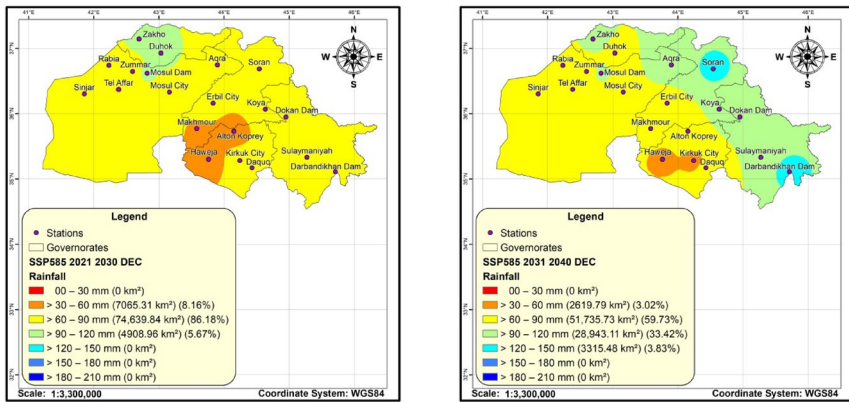 41°E 42°E 43°E 44°E 45°E 46°E
37°N
36°N
35°N
34°N
33°N
32°N
N
W E
S
Zakho
Duhok
Rabia
Zummar
Mosul Dam
Aqra
Soran
Sinjar
Tel Affar
Mosul City
Erbil City
Koya
Dokan Dam
Makhmour
Alton Koprey
Haweja
Kirkuk City
Daquq
Sulaymaniyah
Darbandikhan Dam
Legend
Stations
Governorates
SSP585 2021 2030 DEC
Rainfall
00 – 30 mm (0 km²)
> 30 – 60 mm (7065.31 km²) (8.16%)
> 60 – 90 mm (74,639.84 km²) (86.18%)
> 90 – 120 mm (4908.96 km²) (5.67%)
> 120 – 150 mm (0 km²)
> 150 – 180 mm (0 km²)
> 180 – 210 mm (0 km²)
Scale: 1:3,300,000 Coordinate System: WGS84
41°E 42°E 43°E 44°E 45°E 46°E
37°N
36°N
35°N
34°N
33°N
32°N
N
W E
S
Zakho
Duhok
Rabia
Zummar
Mosul Dam
Aqra
Soran
Sinjar
Tel Affar
Mosul City
Erbil City
Koya
Dokan Dam
Makhmour
Alton Koprey
Haweja
Kirkuk City
Daquq
Sulaymaniyah
Darbandikhan Dam
Legend
Stations
Governorates
SSP585 2031 2040 DEC
Rainfall
00 – 30 mm (0 km²)
> 30 – 60 mm (2619.79 km²) (3.02%)
> 60 – 90 mm (51,735.73 km²) (59.73%)
> 90 – 120 mm (28,943.11 km²) (33.42%)
> 120 – 150 mm (3315.48 km²) (3.83%)
> 150 – 180 mm (0 km²)
> 180 – 210 mm (0 km²)
Scale: 1:3,300,000 Coordinate System: WGS84